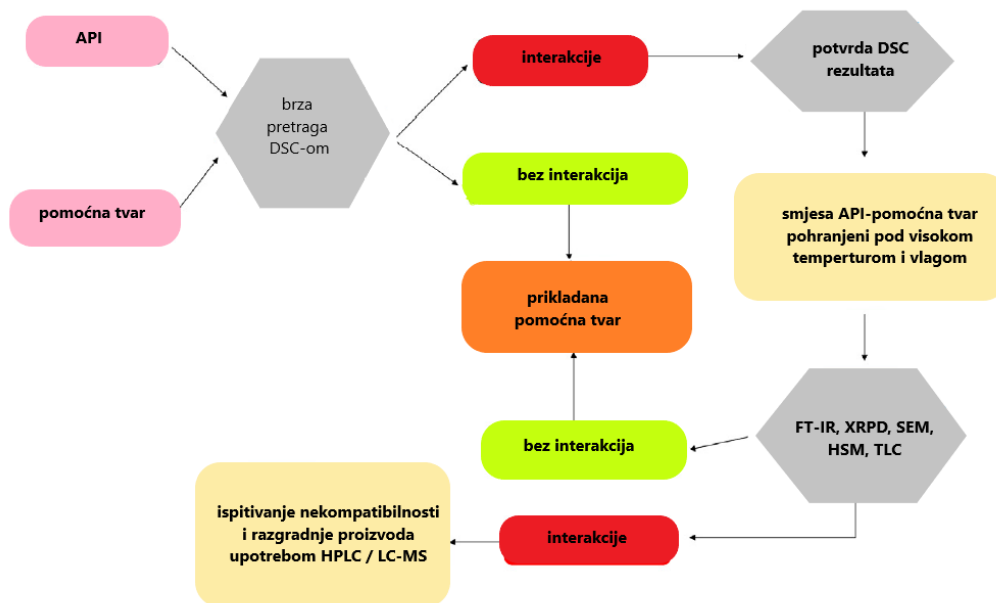 API
pomoćna tvar
brza
pretraga
DSC-om
interakcije
potvrda DSC
rezultata
bez interakcija
smjesa API-pomoćna tvar
pohranjeni pod visokom
temperturom i vlagom
prikladana
pomoćna tvar
FT-IR, XRPD, SEM,
HSM, TLC
bez interakcija
interakcije
ispitivanje nekompatibilnosti
i razgradnje proizvoda
upotrebom HPLC / LC-MS